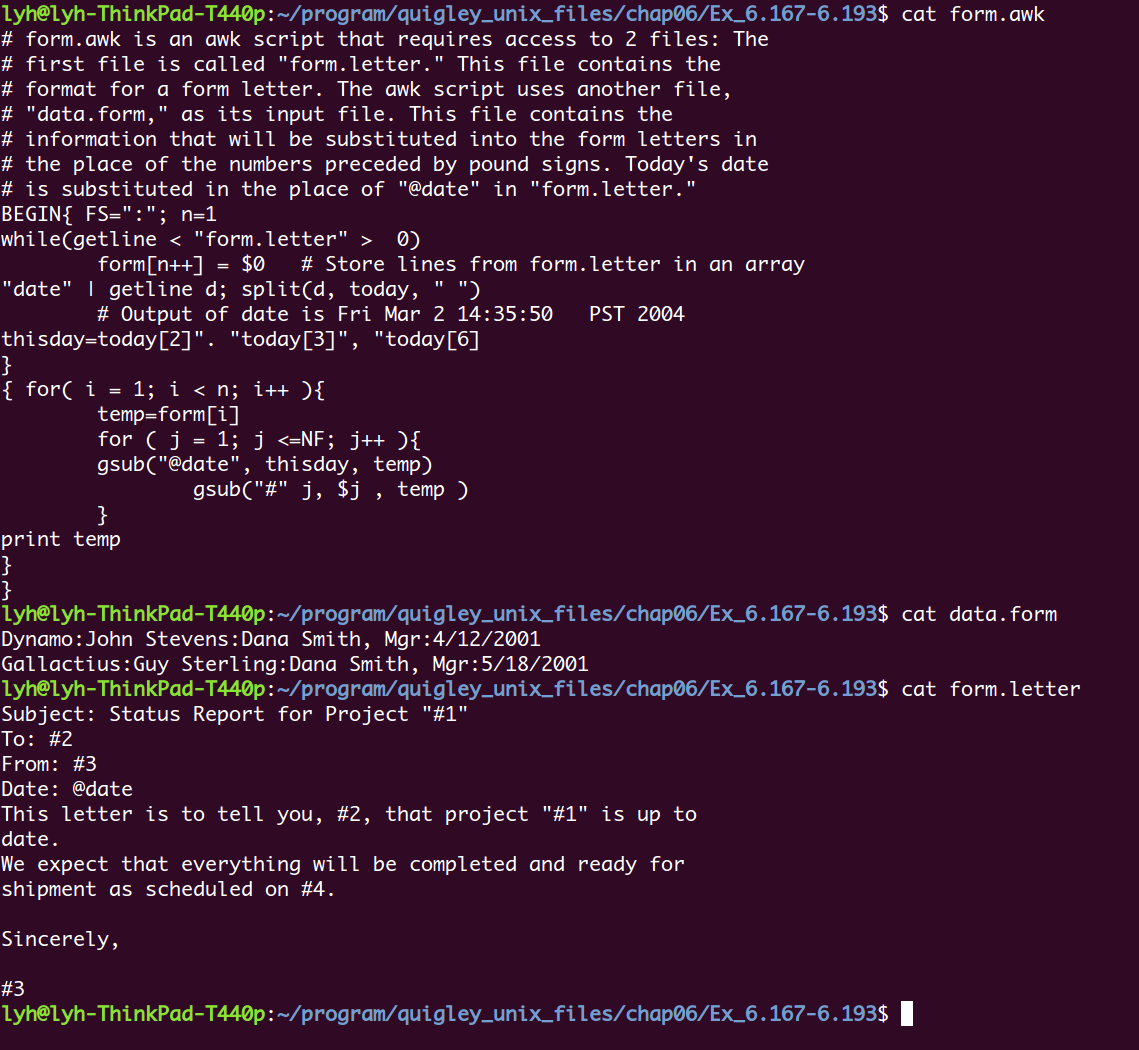 lyh@lyh-ThinkPad-T440p:~/program/quigley_unix_files/chap06/Ex_6.167-6.193$ cat form.awk
# form.awk is an awk script that requires access to 2 files: The
# first file is called "form.letter." This file contains the
# format for a form letter. The awk script uses another file,
# "data.form," as its input file. This file contains the
# information that will be substituted into the form letters in
# the place of the numbers preceded by pound signs. Today's date
# is substituted in the place of "@date" in "form.letter."
BEGIN{ FS=":"; n=1
while(getline < "form.letter" >  0)
        form[n++] = $0   # Store lines from form.letter in an array
"date" | getline d; split(d, today, " ")
        # Output of date is Fri Mar 2 14:35:50   PST 2004
thisday=today[2]". "today[3]", "today[6]
}
{ for( i = 1; i < n; i++ ){
        temp=form[i]
        for ( j = 1; j <=NF; j++ ){
        gsub("@date", thisday, temp)
                gsub("#" j, $j , temp )
        }
print temp
}
}
lyh@lyh-ThinkPad-T440p:~/program/quigley_unix_files/chap06/Ex_6.167-6.193$ cat data.form
Dynamo:John Stevens:Dana Smith, Mgr:4/12/2001
Gallactius:Guy Sterling:Dana Smith, Mgr:5/18/2001
lyh@lyh-ThinkPad-T440p:~/program/quigley_unix_files/chap06/Ex_6.167-6.193$ cat form.letter
Subject: Status Report for Project "#1"
To: #2
From: #3
Date: @date
This letter is to tell you, #2, that project "#1" is up to
date.
We expect that everything will be completed and ready for
shipment as scheduled on #4.

Sincerely,

#3
lyh@lyh-ThinkPad-T440p:~/program/quigley_unix_files/chap06/Ex_6.167-6.193$